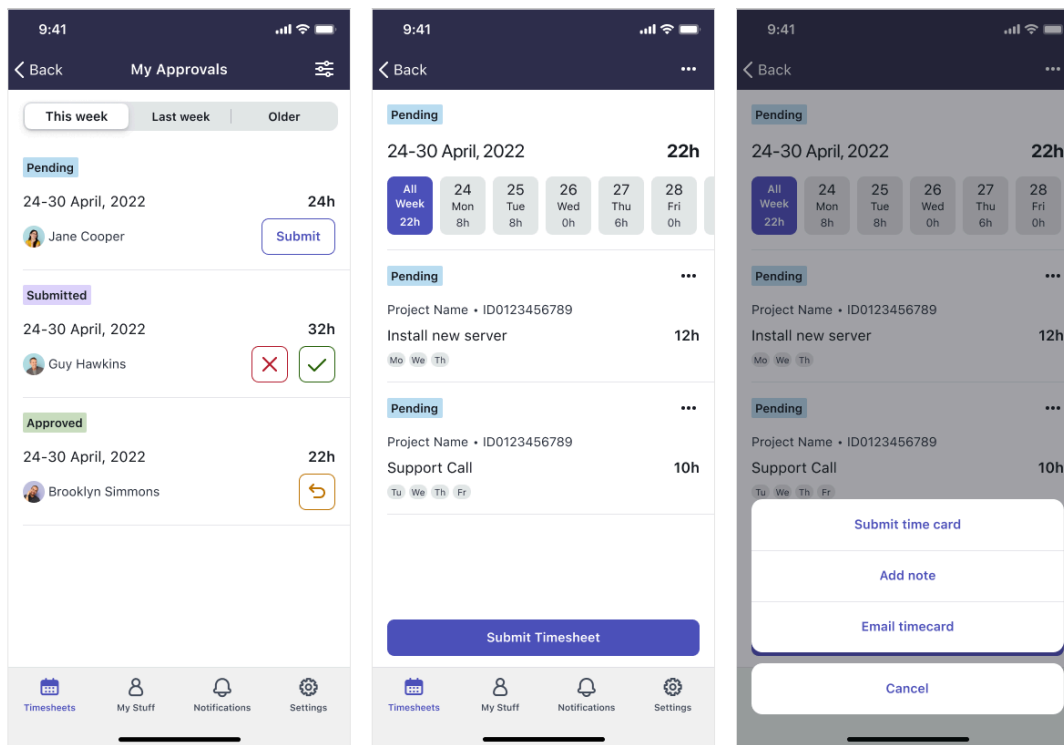 9:41
Back
My Approvals
This week
Last week
Older
Pending
24-30 April, 2022
24h
Jane Cooper
Submit
Submitted
24-30 April, 2022
32h
Guy Hawkins
Approved
24-30 April, 2022
22h
Brooklyn Simmons
Timesheets
My Stuff
Notifications
Settings
9:41
Back
•••
Pending
24-30 April, 2022
22h
All Week 22h
24 Mon 8h
25 Tue 8h
26 Wed 0h
27 Thu 6h
28 Fri 0h
Pending
•••
Project Name • ID0123456789
Install new server
12h
Mo We Th
Pending
•••
Project Name • ID0123456789
Support Call
10h
Tu We Th Fr
Submit Timesheet
Timesheets
My Stuff
Notifications
Settings
9:41
Back
•••
Pending
24-30 April, 2022
22h
All Week 22h
24 Mon 8h
25 Tue 8h
26 Wed 0h
27 Thu 6h
28 Fri 0h
Pending
•••
Project Name • ID0123456789
Install new server
12h
Mo We Th
Pending
•••
Project Name • ID0123456789
Support Call
10h
Tu We Th Fr
Submit time card
Add note
Email timecard
Cancel